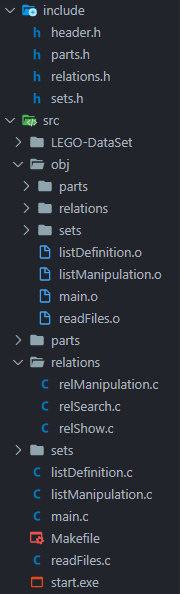 include
header.h
parts.h
relations.h
sets.h
src
LEGO-DataSet
obj
parts
relations
sets
listDefinition.o
listManipulation.o
main.o
readFiles.o
parts
relations
relManipulation.c
relSearch.c
relShow.c
sets
listDefinition.c
listManipulation.c
main.c
Makefile
readFiles.c
start.exe